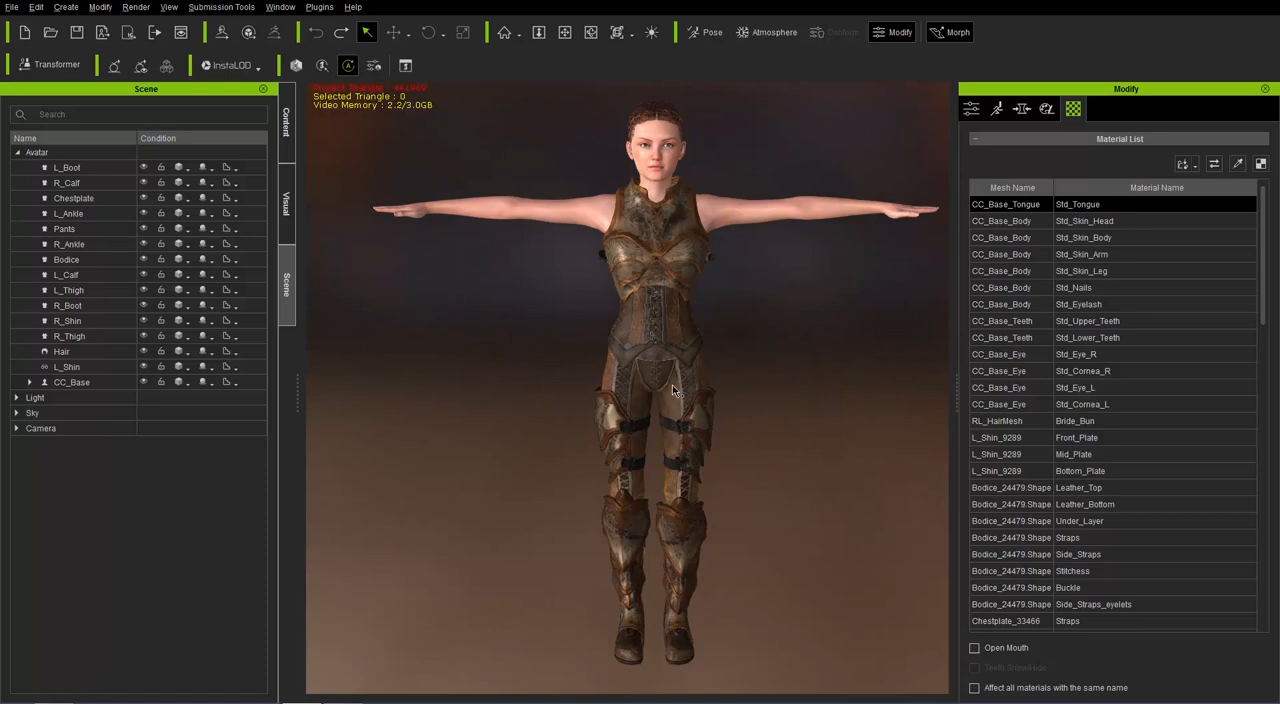 File Edit Create Modify Render View Submission Tools Window Plugins Help
Pose Atmosphere Conform Modify Morph
Transformer InstaLOD
Scene
Search
Name Condition
Avatar
L_Boot
R_Calf
Chestplate
L_Ankle
Pants
R_Ankle
Bodice
L_Calf
L_Thigh
R_Boot
R_Shin
R_Thigh
Hair
L_Shin
CC_Base
Light
Sky
Camera
Content
Visual
Scene
Selected Triangle : 0
Video Memory : 2.2/3.0GB
Modify
Material List
Mesh Name Material Name
CC_Base_Tongue Std_Tongue
CC_Base_Body Std_Skin_Head
CC_Base_Body Std_Skin_Body
CC_Base_Body Std_Skin_Arm
CC_Base_Body Std_Skin_Leg
CC_Base_Body Std_Nails
CC_Base_Body Std_Eyelash
CC_Base_Teeth Std_Upper_Teeth
CC_Base_Teeth Std_Lower_Teeth
CC_Base_Eye Std_Eye_R
CC_Base_Eye Std_Cornea_R
CC_Base_Eye Std_Eye_L
CC_Base_Eye Std_Cornea_L
RL_HairMesh Bride_Bun
L_Shin_9289 Front_Plate
L_Shin_9289 Mid_Plate
L_Shin_9289 Bottom_Plate
Bodice_24479.Shape Leather_Top
Bodice_24479.Shape Leather_Bottom
Bodice_24479.Shape Under_Layer
Bodice_24479.Shape Straps
Bodice_24479.Shape Side_Straps
Bodice_24479.Shape Stitchess
Bodice_24479.Shape Buckle
Bodice_24479.Shape Side_Straps_eyelets
Chestplate_33466 Straps
Open Mouth
Teeth Show/Hide
Affect all materials with the same name